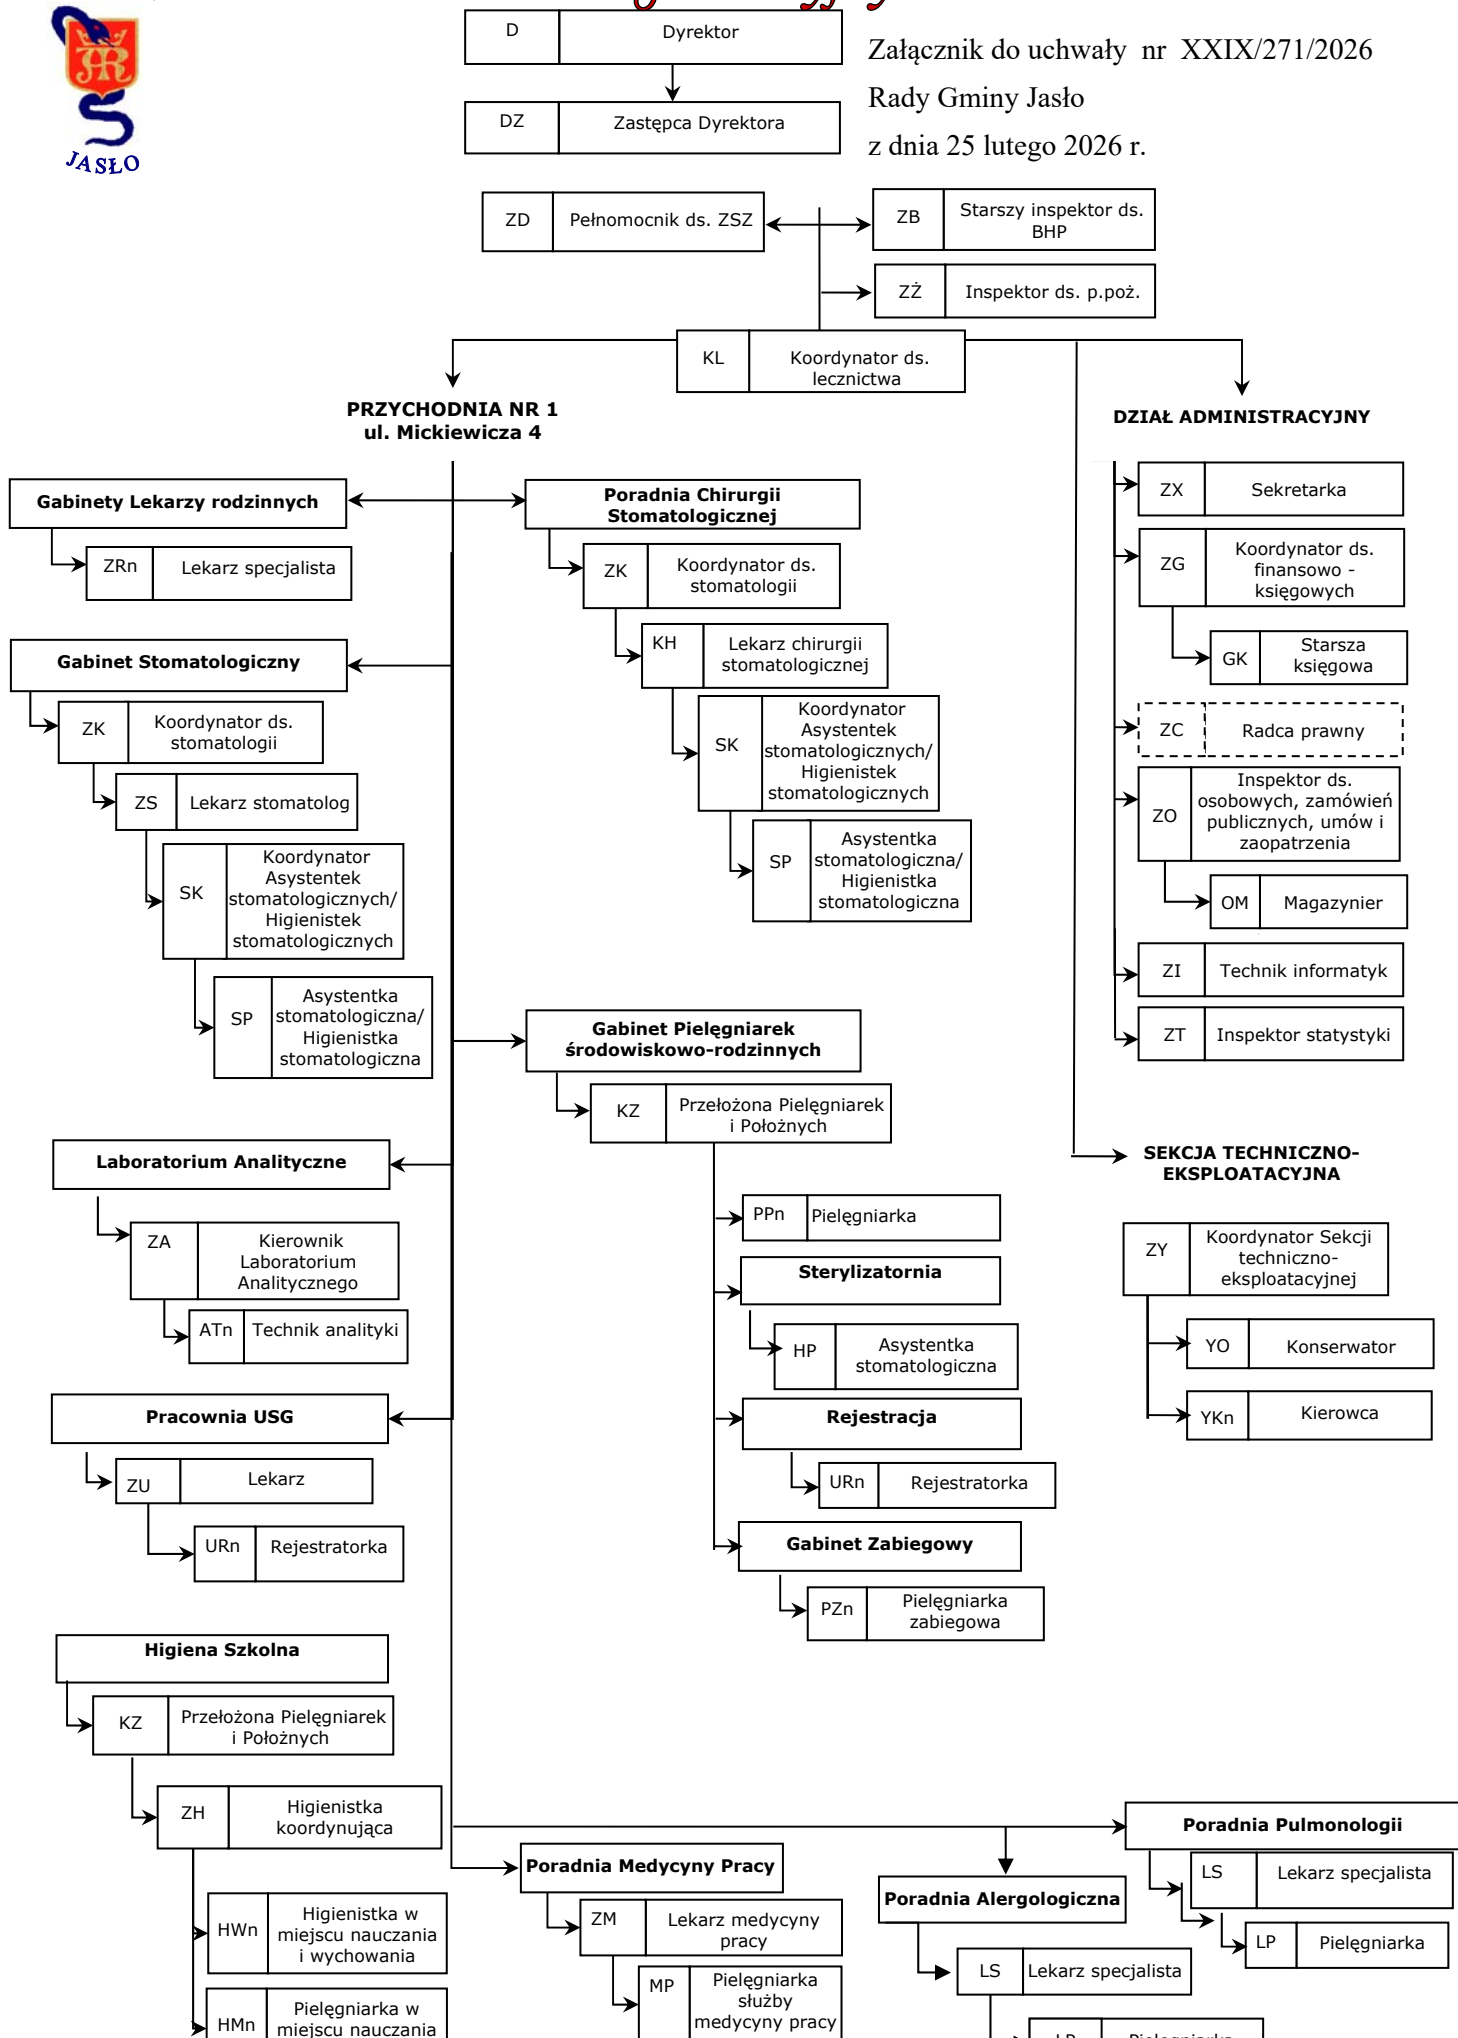 JASŁO
D
Dyrektor
Załącznik do uchwały nr XXIX/271/2026
Rady Gminy Jasło
z dnia 25 lutego 2026 r.
DZ
Zastępca Dyrektora
ZD
Pełnomocnik ds. ZSZ
ZB
Starszy inspektor ds.
BHP
ZŻ
Inspektor ds. p.poż.
KL
Koordynator ds.
lecznictwa
PRZYCHODNIA NR 1
ul. Mickiewicza 4
Gabinety Lekarzy rodzinnych
ZRn
Lekarz specjalista
Gabinet Stomatologiczny
ZK
Koordynator ds.
stomatologii
ZS
Lekarz stomatolog
SK
Koordynator
Asystentek
stomatologicznych/
Higienistek
stomatologicznych
SP
Asystentka
stomatologiczna/
Higienistka
stomatologiczna
Laboratorium Analityczne
ZA
Kierownik
Laboratorium
Analitycznego
ATn
Technik analityki
Pracownia USG
ZU
Lekarz
URn
Rejestratorka
Higiena Szkolna
KZ
Przełożona Pielęgniarek
i Położnych
ZH
Higienistka
koordynująca
HWn
Higienistka w
miejscu nauczania
i wychowania
HMn
Pielęgniarka w
miejscu nauczania
Poradnia Chirurgii
Stomatologicznej
ZK
Koordynator ds.
stomatologii
KH
Lekarz chirurgii
stomatologicznej
SK
Koordynator
Asystentek
stomatologicznych/
Higienistek
stomatologicznych
SP
Asystentka
stomatologiczna/
Higienistka
stomatologiczna
Gabinet Pielęgniarek
środowiskowo-rodzinnych
KZ
Przełożona Pielęgniarek
i Położnych
PPn
Pielęgniarka
Sterylizatornia
HP
Asystentka
stomatologiczna
Rejestracja
URn
Rejestratorka
Gabinet Zabiegowy
PZn
Pielęgniarka
zabiegowa
Poradnia Medycyny Pracy
ZM
Lekarz medycyny
pracy
MP
Pielęgniarka
służby
medycyny pracy
Poradnia Alergologiczna
LS
Lekarz specjalista
LP
Pielęgniarka
Poradnia Pulmonologii
LS
Lekarz specjalista
LP
Pielęgniarka
DZIAŁ ADMINISTRACYJNY
ZX
Sekretarka
ZG
Koordynator ds.
finansowo -
księgowych
GK
Starsza
księgowa
ZC
Radca prawny
ZO
Inspektor ds.
osobowych, zamówień
publicznych, umów i
zaopatrzenia
OM
Magazynier
ZI
Technik informatyk
ZT
Inspektor statystyki
SEKCJA TECHNICZNO-
EKSPLOATACYJNA
ZY
Koordynator Sekcji
techniczno-
eksploatacyjnej
YO
Konserwator
YKn
Kierowca